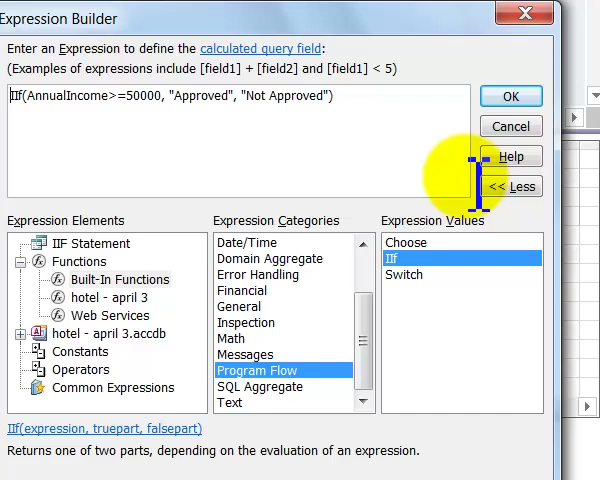 Expression Builder
Enter an Expression to define the calculated query field:
(Examples of expressions include [field1] + [field2] and [field1] < 5)
IIf(AnnualIncome>=50000, "Approved", "Not Approved")
OK
Cancel
Help
<< Less
Expression Elements
IIF Statement
Functions
Built-In Functions
hotel - april 3
Web Services
hotel - april 3.accdb
Constants
Operators
Common Expressions
Expression Categories
Date/Time
Domain Aggregate
Error Handling
Financial
General
Inspection
Math
Messages
Program Flow
SQL Aggregate
Text
Expression Values
Choose
IIf
Switch
IIf(expression, truepart, falsepart)
Returns one of two parts, depending on the evaluation of an expression.